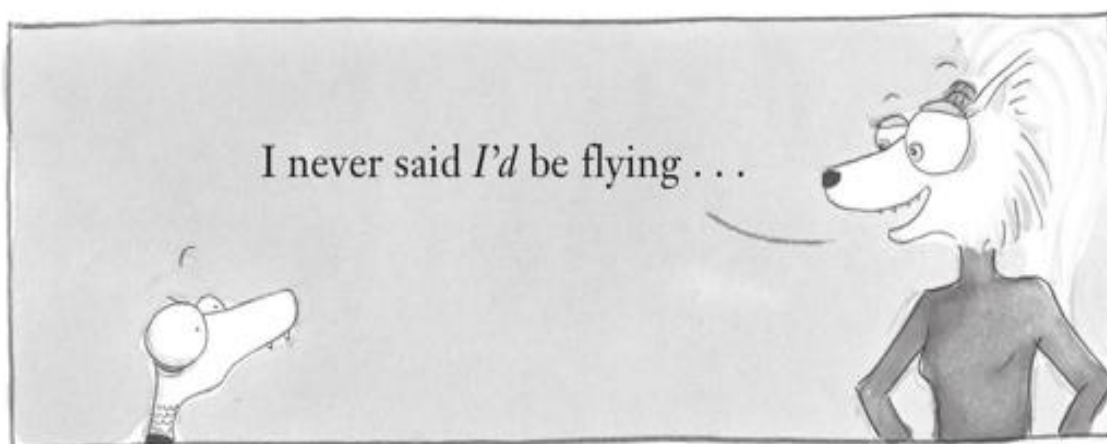 I never said I’d be flying . . .